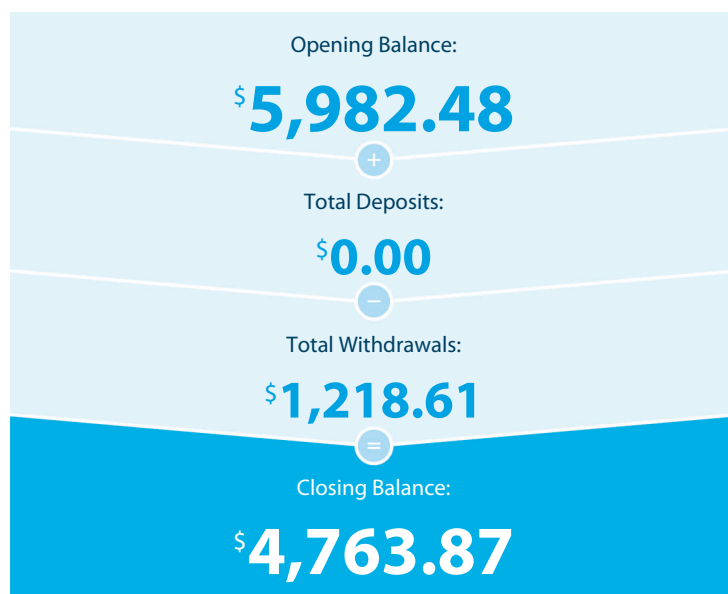 Opening Balance:
$5,982.48
+
Total Deposits:
$0.00
−
Total Withdrawals:
$1,218.61
=
Closing Balance:
$4,763.87